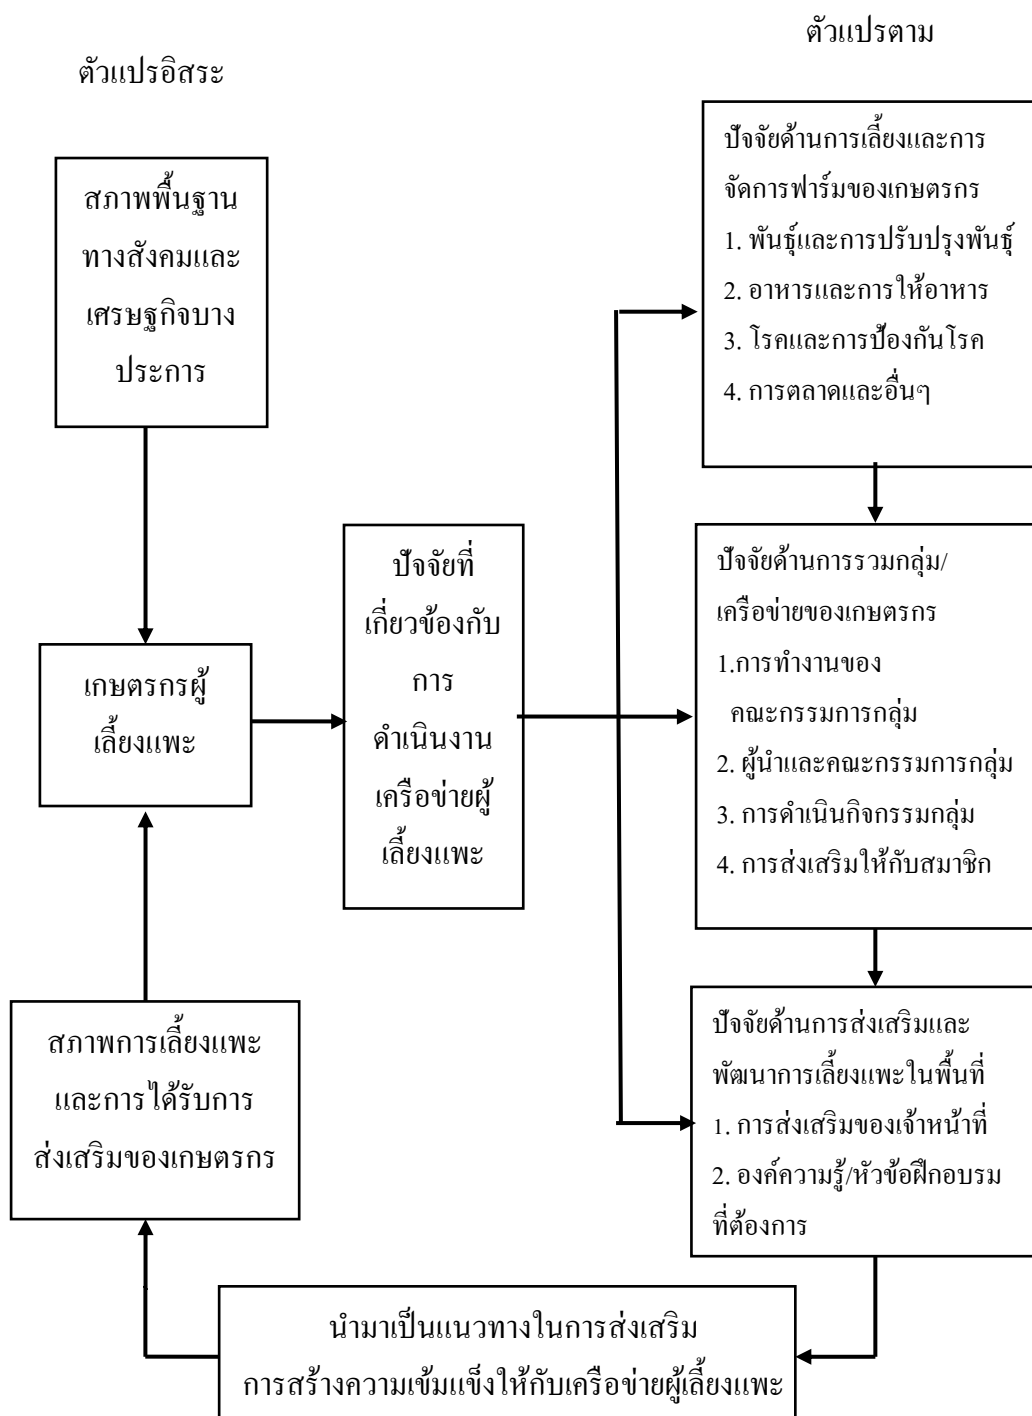 ตัวแปรอิสระ
ตัวแปรตาม
สภาพพื้นฐาน
ทางสังคมและ
เศรษฐกิจบาง
ประการ
เกษตรกรผู้
เลี้ยงแพะ
สภาพการเลี้ยงแพะ
และการได้รับการ
ส่งเสริมของเกษตรกร
ปัจจัยที่
เกี่ยวข้องกับ
การ
ดำเนินงาน
เครือข่ายผู้
เลี้ยงแพะ
ปัจจัยด้านการเลี้ยงและการ
จัดการฟาร์มของเกษตรกร
1. พันธุ์และการปรับปรุงพันธุ์
2. อาหารและการให้อาหาร
3. โรคและการป้องกันโรค
4. การตลาดและอื่นๆ
ปัจจัยด้านการรวมกลุ่ม/
เครือข่ายของเกษตรกร
1.การทำงานของ
คณะกรรมการกลุ่ม
2. ผู้นำและคณะกรรมการกลุ่ม
3. การดำเนินกิจกรรมกลุ่ม
4. การส่งเสริมให้กับสมาชิก
ปัจจัยด้านการส่งเสริมและ
พัฒนาการเลี้ยงแพะในพื้นที่
1. การส่งเสริมของเจ้าหน้าที่
2. องค์ความรู้/หัวข้อฝึกอบรม
ที่ต้องการ
นำมาเป็นแนวทางในการส่งเสริม
การสร้างความเข้มแข็งให้กับเครือข่ายผู้เลี้ยงแพะ